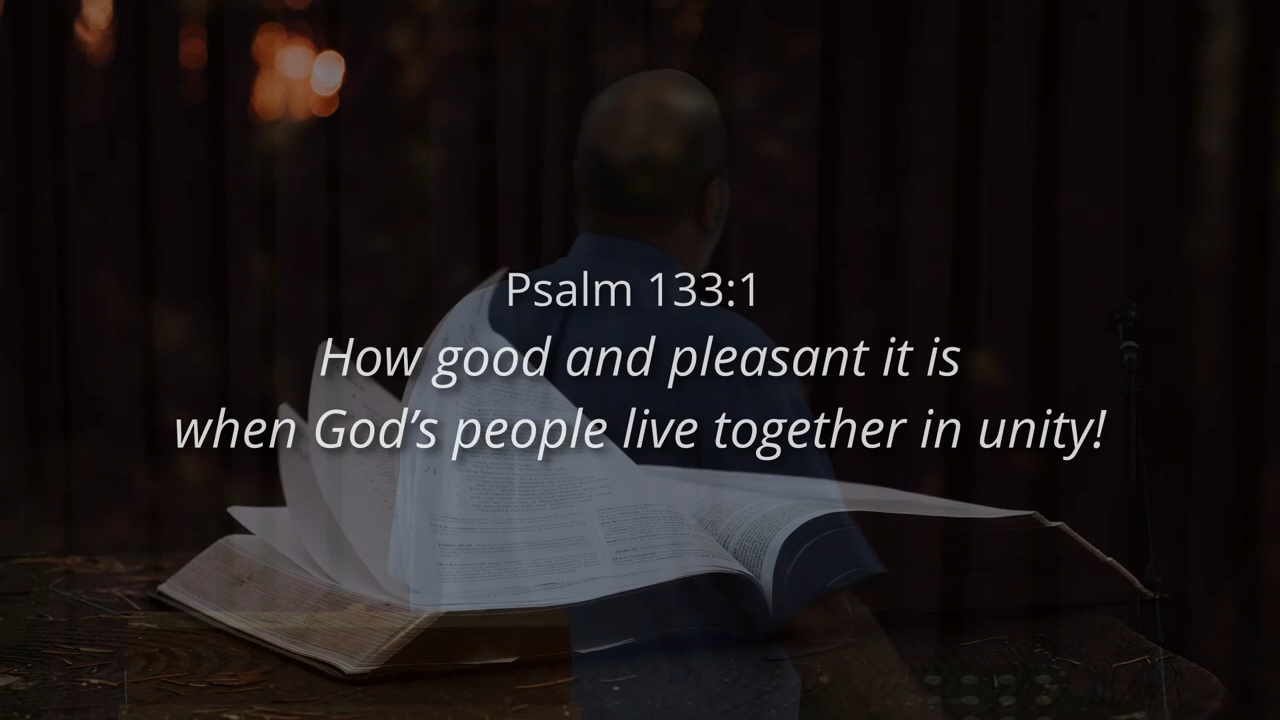 Psalm 133:1
How good and pleasant it is
when God’s people live together in unity!